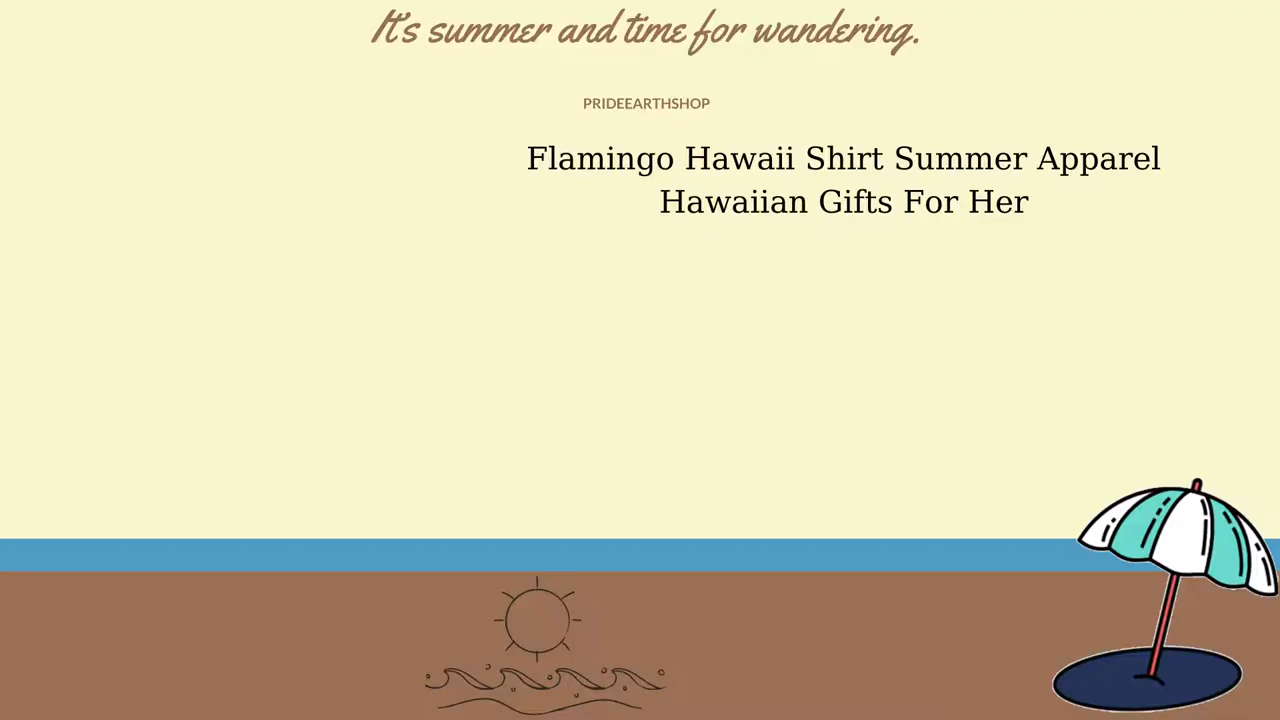 It's summer and time for wandering.
PRIDEEARTHSHOP
Flamingo Hawaii Shirt Summer Apparel
Hawaiian Gifts For Her